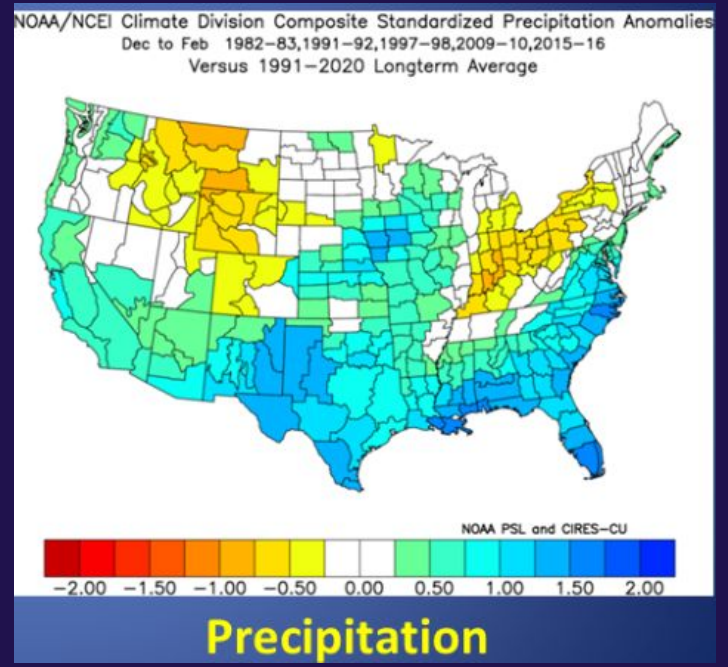 NOAA/NCEI Climate Division Composite Standardized Precipitation Anomalies
Dec to Feb 1982-83,1991-92,1997-98,2009-10,2015-16
Versus 1991-2020 Longterm Average
NOAA PSL and CIRES-CU
-2.00 -1.50 -1.00 -0.50 0.00 0.50 1.00 1.50 2.00
Precipitation